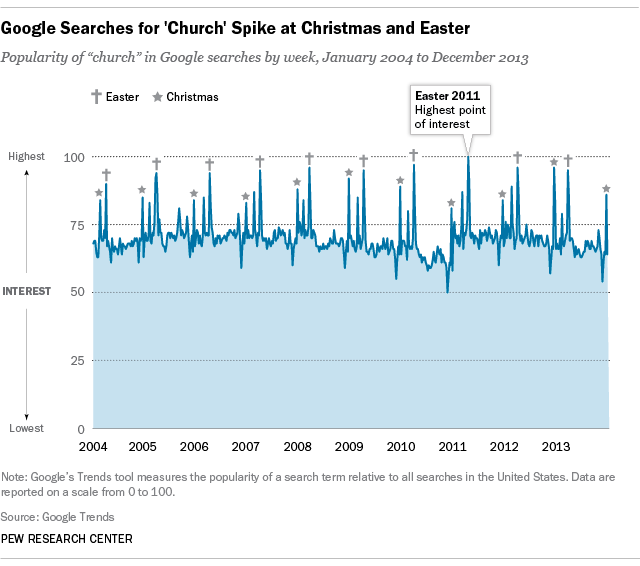 Google Searches for 'Church' Spike at Christmas and Easter
Popularity of “church” in Google searches by week, January 2004 to December 2013
Easter
Christmas
Easter 2011
Highest point
of interest
Highest
100
75
50
INTEREST
25
0
Lowest
2004
2005
2006
2007
2008
2009
2010
2011
2012
2013
Note: Google’s Trends tool measures the popularity of a search term relative to all searches in the United States. Data are
reported on a scale from 0 to 100.
Source: Google Trends
PEW RESEARCH CENTER